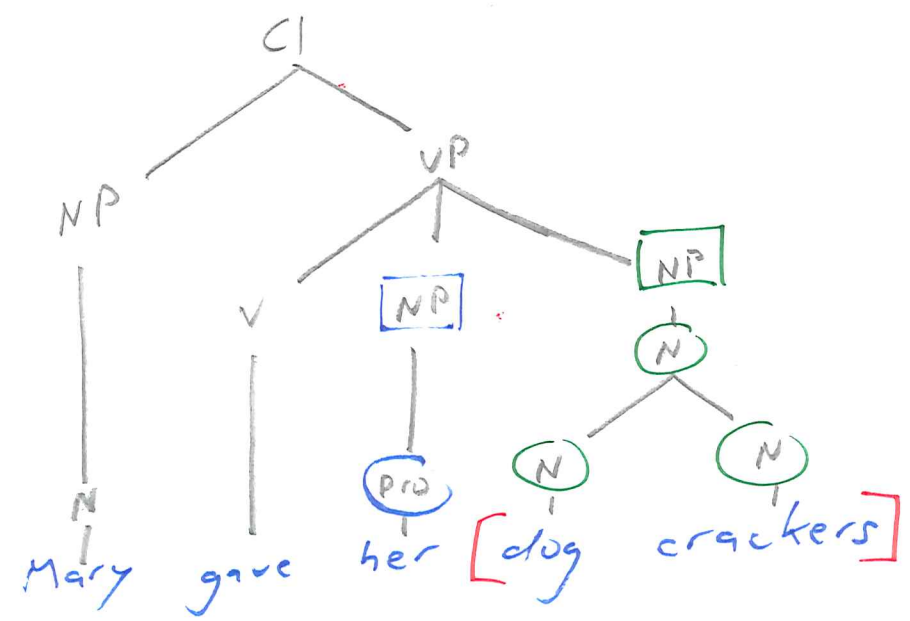 Cl
NP VP
V NP NP
N
N pro N N
Mary gave her [dog crackers]